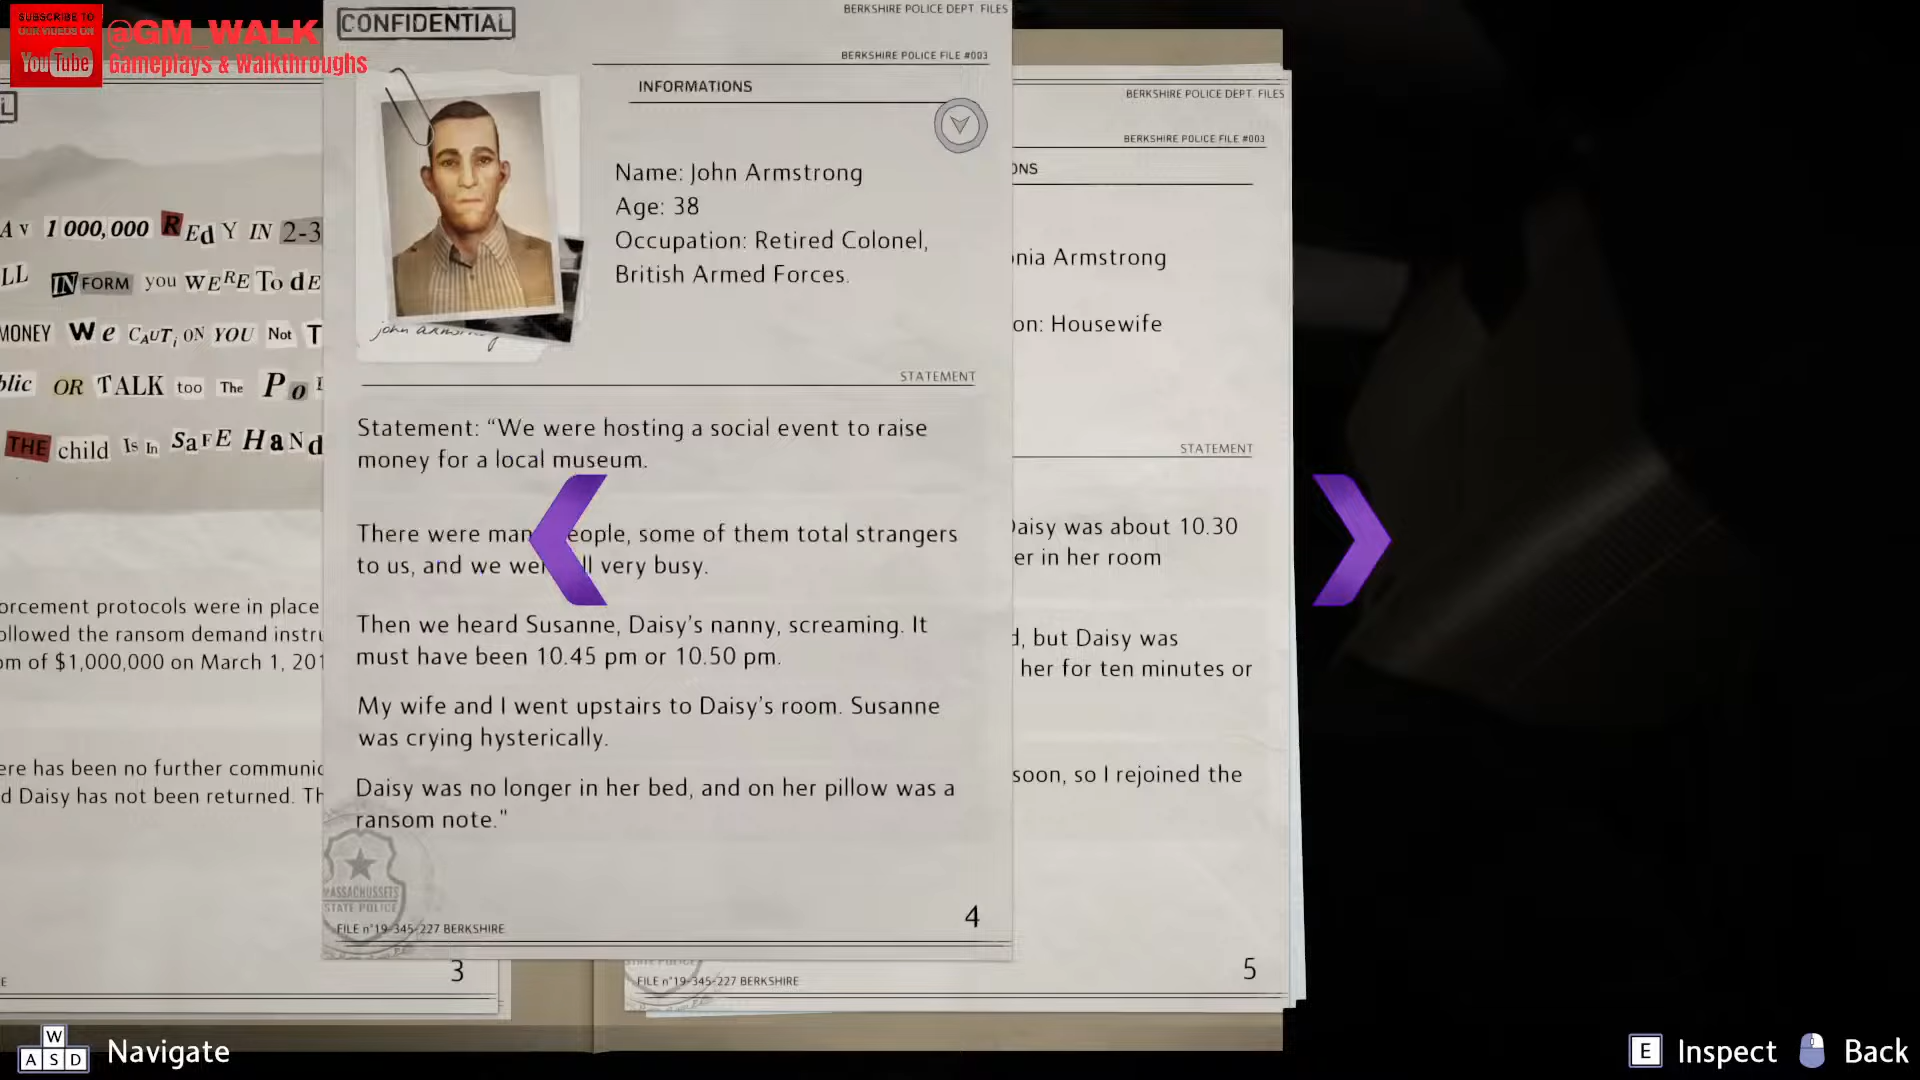 SUBSCRIBE TO
OUR VIDEOS ON
YouTube
@GM_WALK
Gameplays & Walkthroughs
CONFIDENTIAL
BERKSHIRE POLICE DEPT. FILES
BERKSHIRE POLICE FILE #003
INFORMATIONS
Name: John Armstrong
Age: 38
Occupation: Retired Colonel,
British Armed Forces.
STATEMENT
Statement: “We were hosting a social event to raise
money for a local museum.
There were man eople, some of them total strangers
to us, and we we ll very busy.
Then we heard Susanne, Daisy's nanny, screaming. It
must have been 10.45 pm or 10.50 pm.
My wife and I went upstairs to Daisy's room. Susanne
was crying hysterically.
Daisy was no longer in her bed, and on her pillow was a
ransom note."
MASSACHUSSETS
STATE POLICE
FILE n°19-345-227 BERKSHIRE
4
L
AV 1 000,000 REdY IN 2-3
LL INFORM you WERE To dE
MONEY We CAUTiON YOU Not T
blic OR TALK too The Pol
THE child Is In SaFE HaNd
orcement protocols were in place
ollowed the ransom demand instru
om of $1,000,000 on March 1, 201
ere has been no further communic
d Daisy has not been returned. Th
E
3
BERKSHIRE POLICE DEPT. FILES
BERKSHIRE POLICE FILE #003
ONS
nia Armstrong
on: Housewife
STATEMENT
Daisy was about 10.30
er in her room
d, but Daisy was
her for ten minutes or
soon, so I rejoined the
STATE POLICE
FILE n°19-345-227 BERKSHIRE
5
W
A S D
Navigate
E Inspect
Back